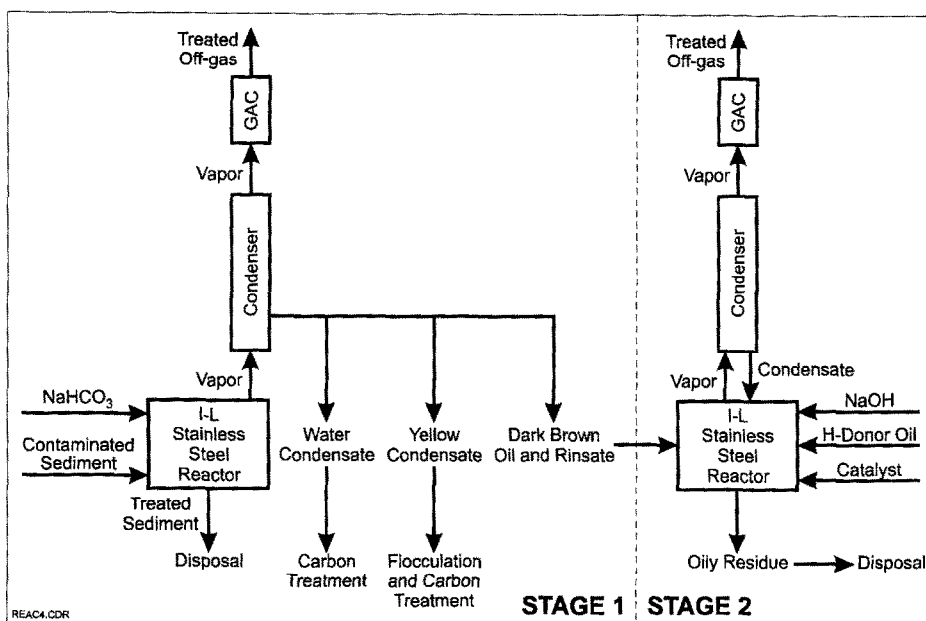 Treated
Off-gas
GAC
Vapor
Condenser
Vapor
NaHCO3
Contaminated
Sediment
I-L
Stainless
Steel
Reactor
Treated
Sediment
Disposal
Water
Condensate
Carbon
Treatment
Yellow
Condensate
Flocculation
and Carbon
Treatment
Dark Brown
Oil and Rinsate
STAGE 1
REAC4.CDR
Treated
Off-gas
GAC
Vapor
Condenser
Vapor
Condensate
I-L
Stainless
Steel
Reactor
NaOH
H-Donor Oil
Catalyst
Oily Residue
Disposal
STAGE 2